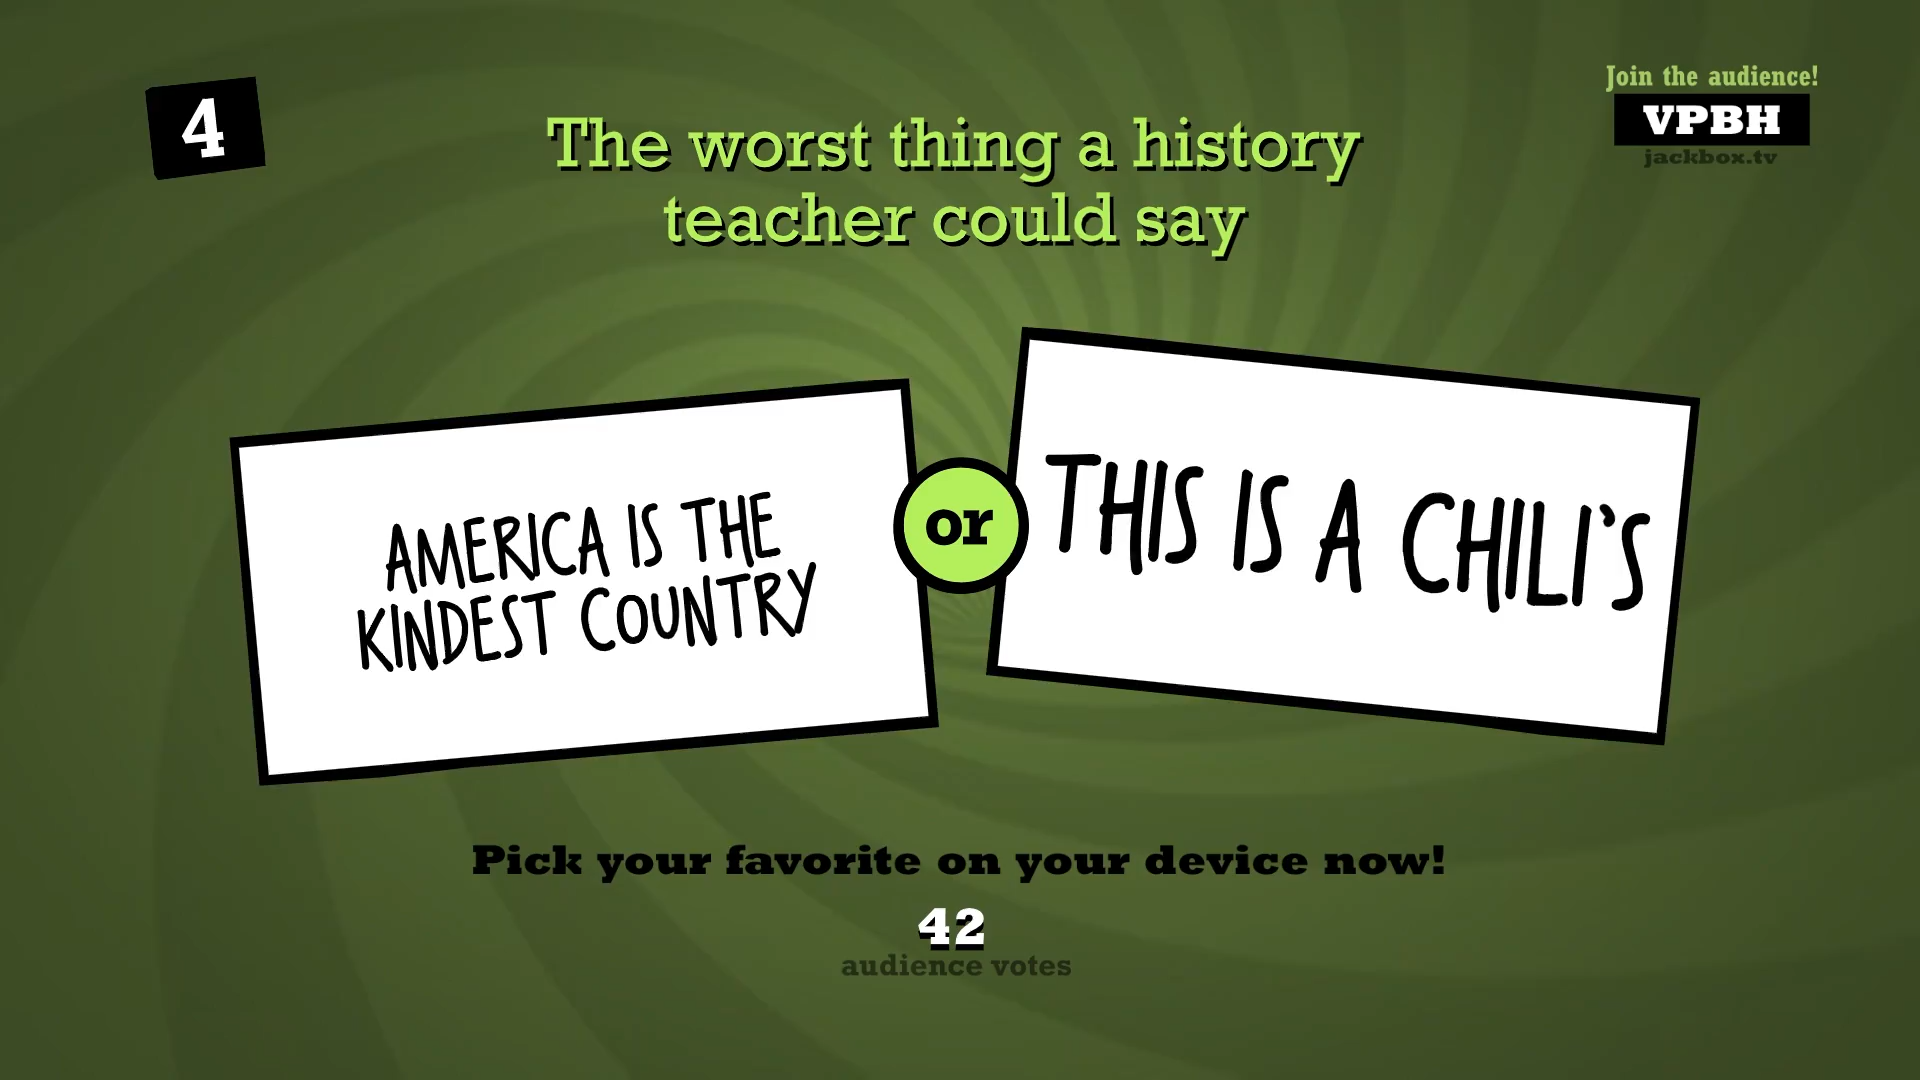 4
Join the audience!
VPBH
jackbox.tv
The worst thing a history
teacher could say
AMERICA IS THE
KINDEST COUNTRY
or
THIS IS A CHILI'S
Pick your favorite on your device now!
42
audience votes